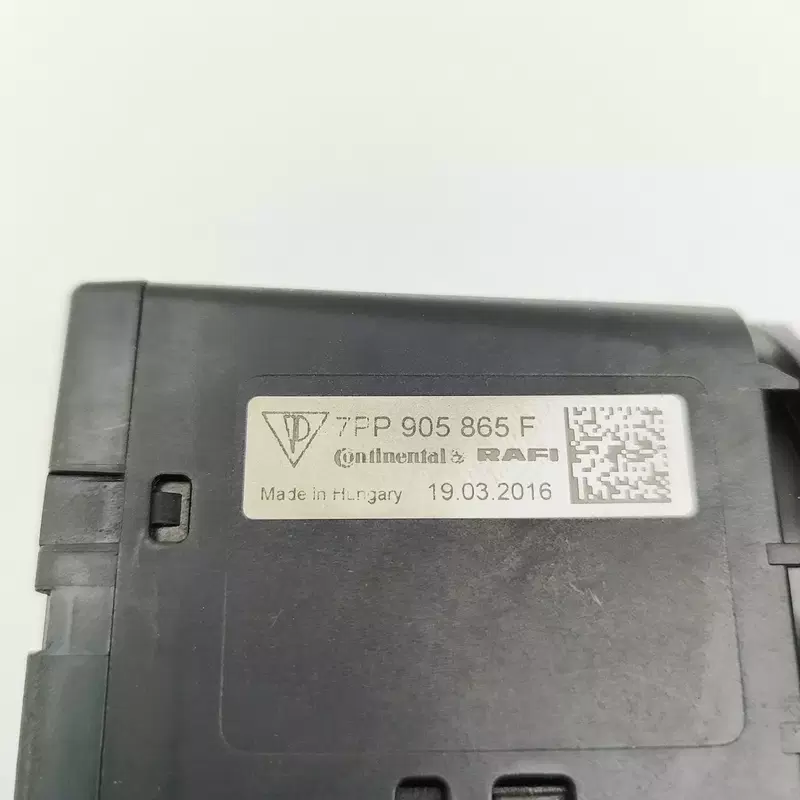 7PP 905 865 F
Continental & RAFI
Made in Hungary 19.03.2016